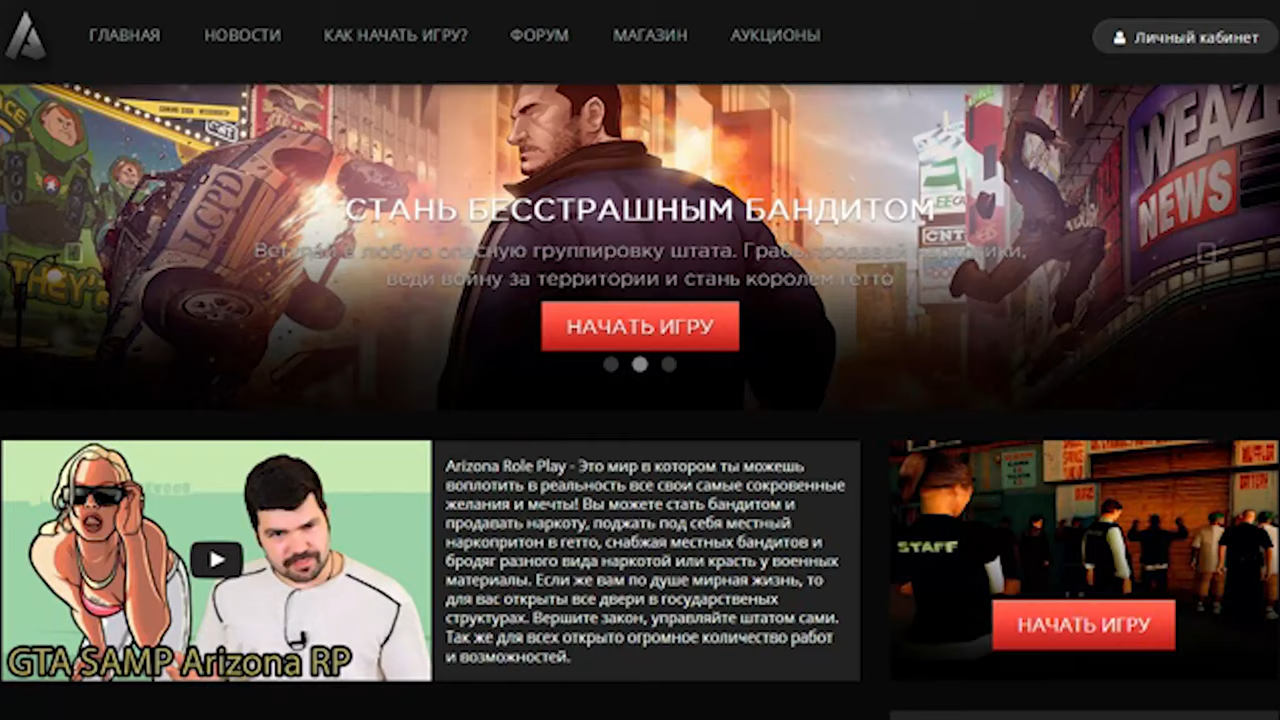 ГЛАВНАЯ
НОВОСТИ
КАК НАЧАТЬ ИГРУ?
ФОРУМ
МАГАЗИН
АУКЦИОНЫ
Личный кабинет
LCPD
THEY'
WEAZ
NEWS
CNT
СТАНЬ БЕССТРАШНЫМ БАНДИТОМ
любую опасную группировку штата. Грабь, продавай
веди войну за территории и стань королем гетто
НАЧАТЬ ИГРУ
GTA SAMP Arizona RP
Arizona Role Play - Это мир в котором ты можешь
воплотить в реальность все свои самые сокровенные
желания и мечты! Вы можете стать бандитом и
продавать наркоту, поджать под себя местный
наркопритон в гетто, снабжая местных бандитов и
бродяг разного вида наркотой или красть у военных
материалы. Если же вам по душе мирная жизнь, то
для вас открыты все двери в государственых
структурах. Вершите закон, управляйте штатом сами.
Так же для всех открыто огромное количество работ
и возможностей.
STAFF
НАЧАТЬ ИГРУ